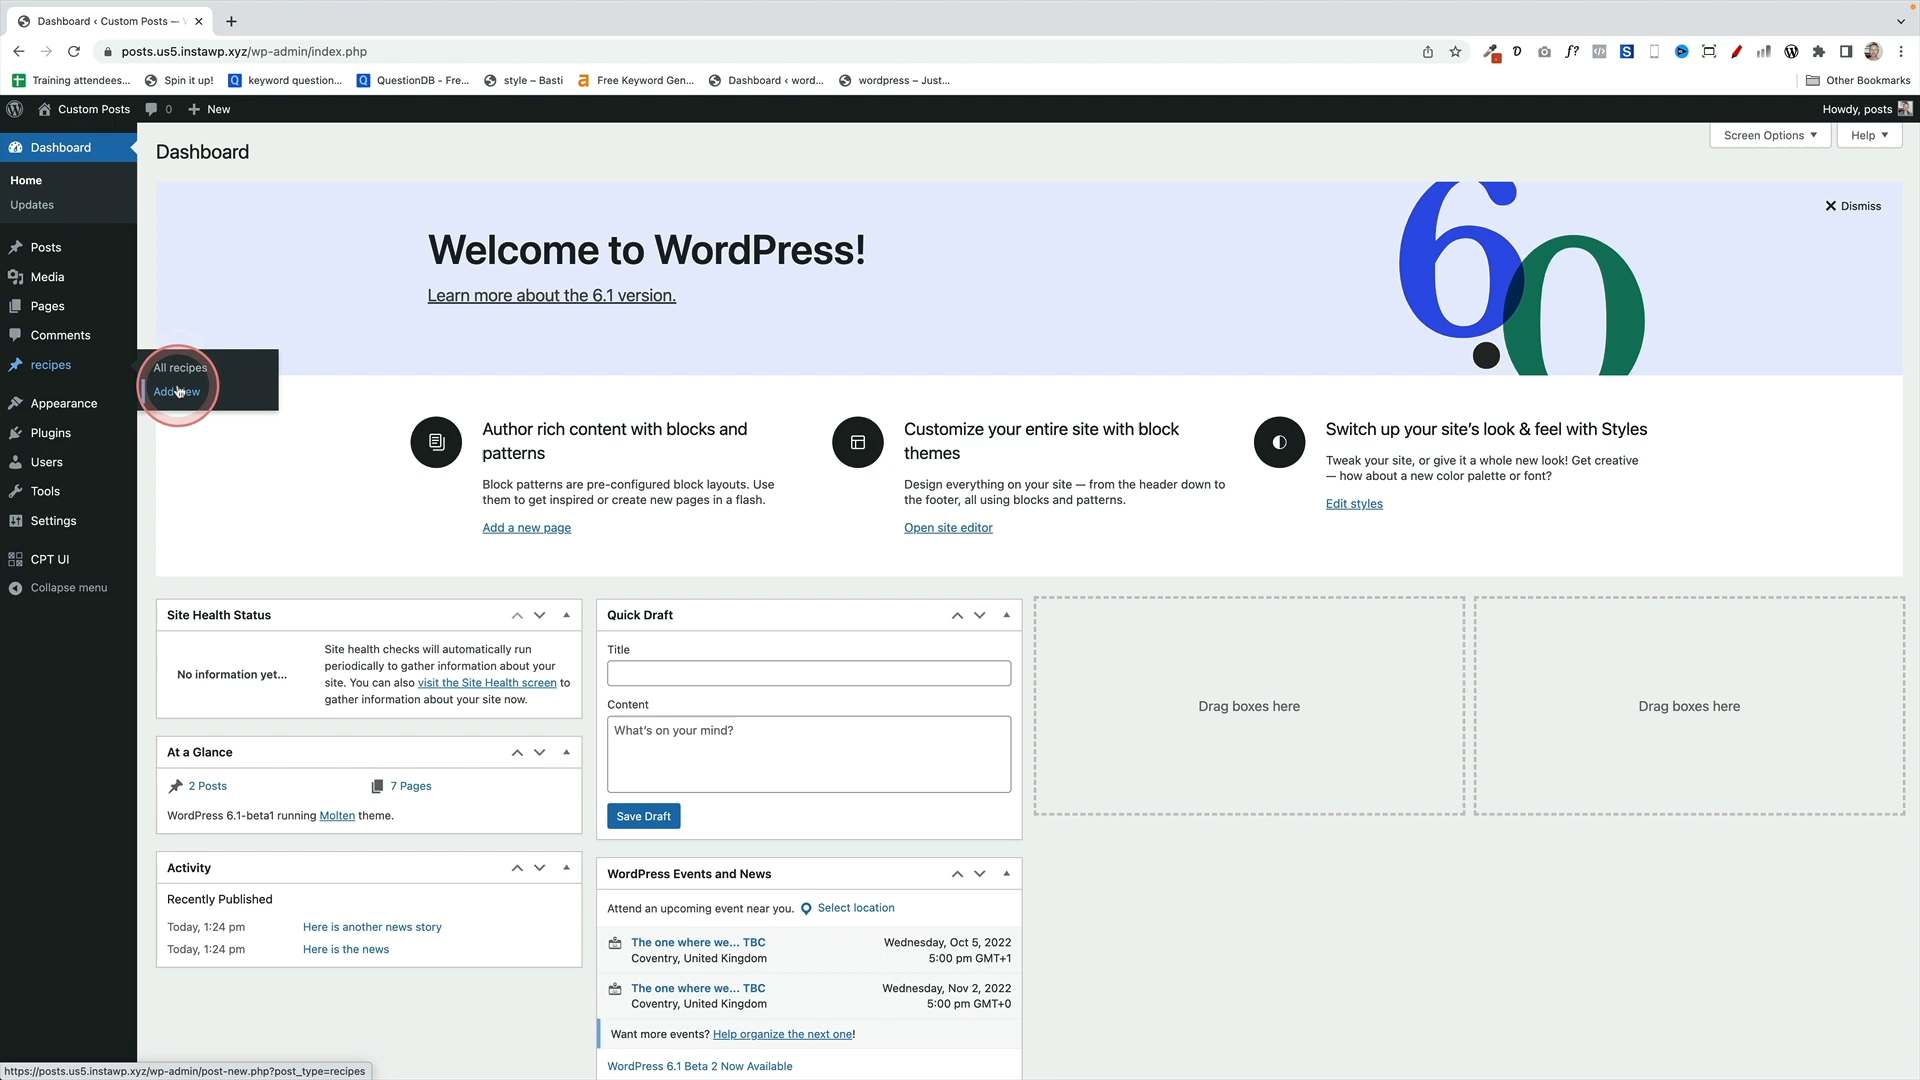 Dashboard ‹ Custom Posts — W
posts.us5.instawp.xyz/wp-admin/index.php
Training attendees...
Spin it up!
keyword question...
QuestionDB - Fre...
style – Basti
Free Keyword Gen...
Dashboard ‹ word...
wordpress – Just...
Other Bookmarks
Custom Posts
0
New
Howdy, posts
Dashboard
Home
Updates
Posts
Media
Pages
Comments
recipes
All recipes
Add New
Appearance
Plugins
Users
Tools
Settings
CPT UI
Collapse menu
Dashboard
Screen Options
Help
Welcome to WordPress!
Learn more about the 6.1 version.
6.0
Dismiss
Author rich content with blocks and
patterns
Block patterns are pre-configured block layouts. Use
them to get inspired or create new pages in a flash.
Add a new page
Customize your entire site with block
themes
Design everything on your site — from the header down to
the footer, all using blocks and patterns.
Open site editor
Switch up your site's look & feel with Styles
Tweak your site, or give it a whole new look! Get creative
— how about a new color palette or font?
Edit styles
Site Health Status
No information yet...
Site health checks will automatically run
periodically to gather information about your
site. You can also visit the Site Health screen to
gather information about your site now.
At a Glance
2 Posts
7 Pages
WordPress 6.1-beta1 running Molten theme.
Activity
Recently Published
Today, 1:24 pm Here is another news story
Today, 1:24 pm Here is the news
Quick Draft
Title
Content
What's on your mind?
Save Draft
WordPress Events and News
Attend an upcoming event near you. Select location
The one where we... TBC Wednesday, Oct 5, 2022
Coventry, United Kingdom 5:00 pm GMT+1
The one where we... TBC Wednesday, Nov 2, 2022
Coventry, United Kingdom 5:00 pm GMT+0
Want more events? Help organize the next one!
WordPress 6.1 Beta 2 Now Available
Drag boxes here
Drag boxes here
https://posts.us5.instawp.xyz/wp-admin/post-new.php?post_type=recipes